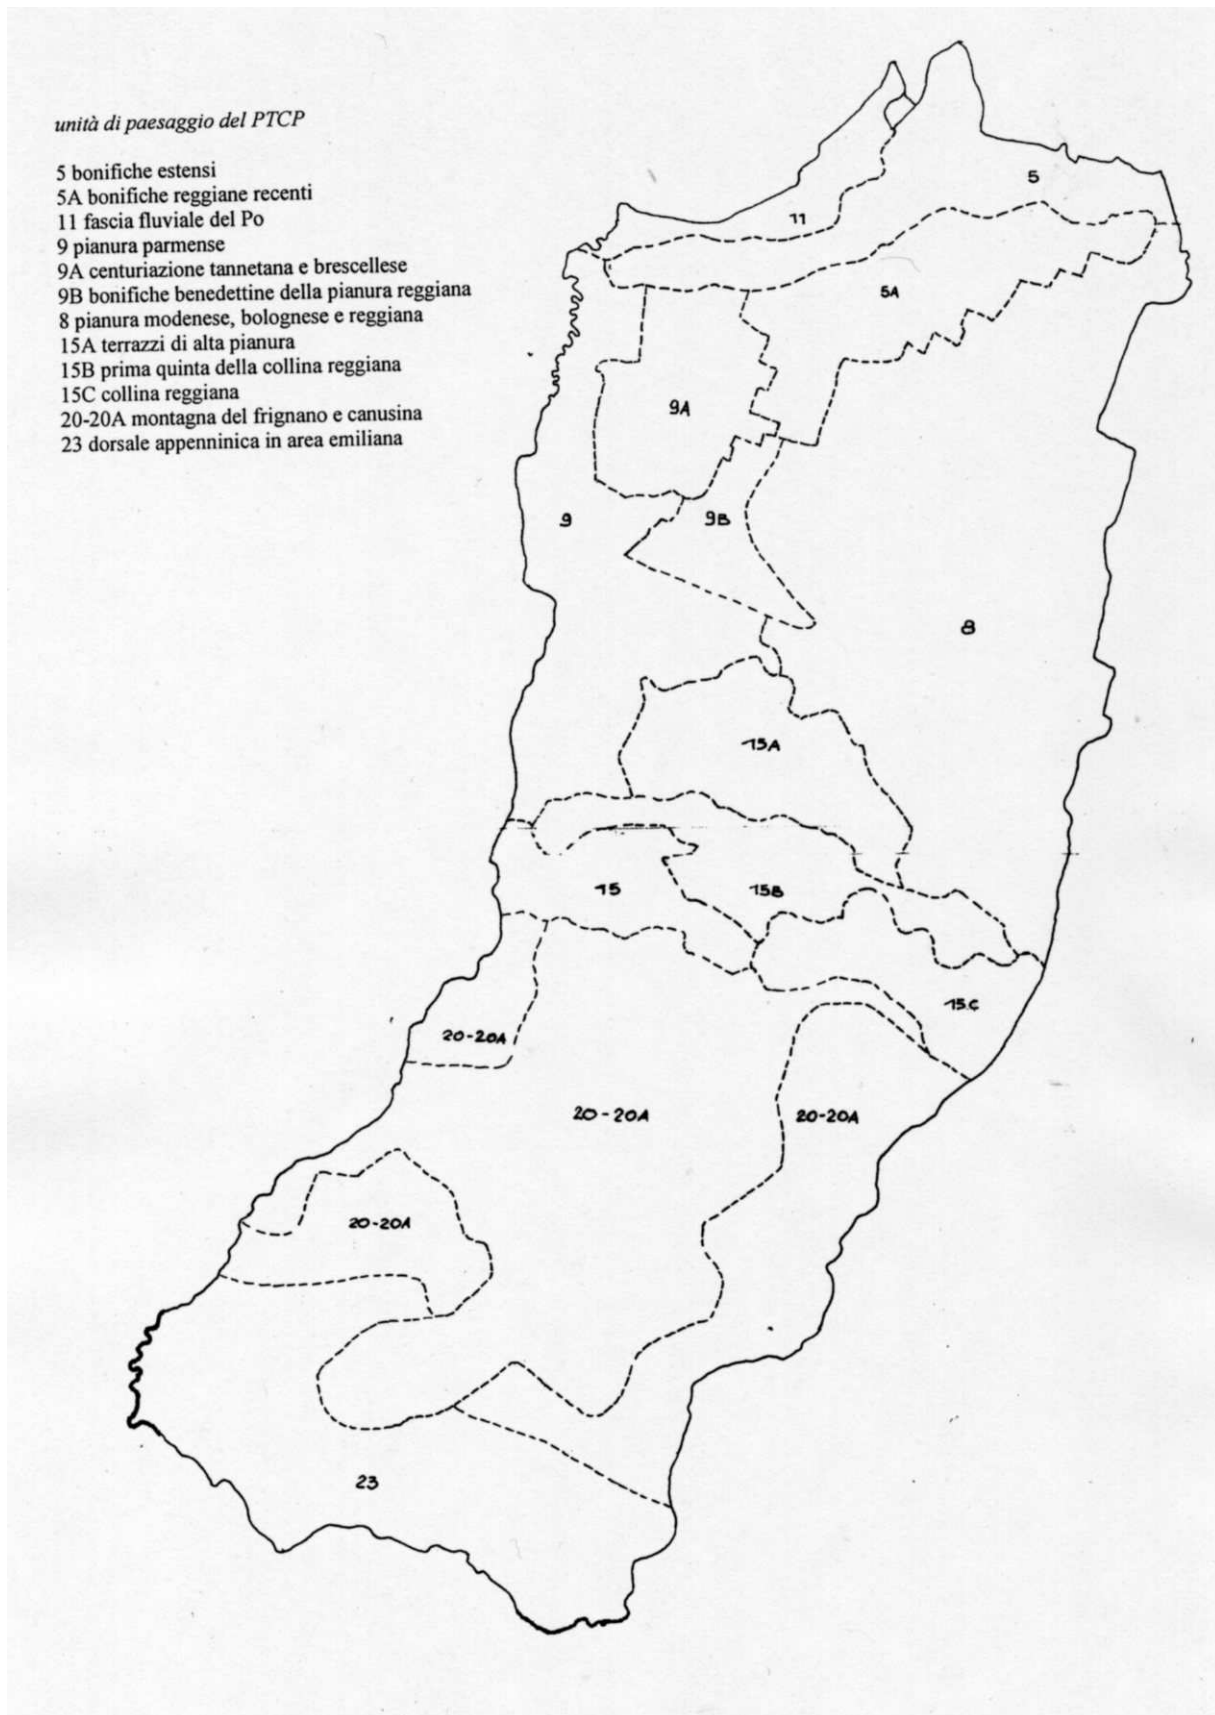 unità di paesaggio del PTCP
5 bonifiche estensi
5A bonifiche reggiane recenti
11 fascia fluviale del Po
9 pianura parmense
9A centuriazione tannetana e brescellese
9B bonifiche benedettine della pianura reggiana
8 pianura modenese, bolognese e reggiana
15A terrazzi di alta pianura
15B prima quinta della collina reggiana
15C collina reggiana
20-20A montagna del frignano e canusina
23 dorsale appenninica in area emiliana
5
11
5A
9A
9
9B
8
15A
15
15B
15C
20-20A
20-20A
20-20A
20-20A
23